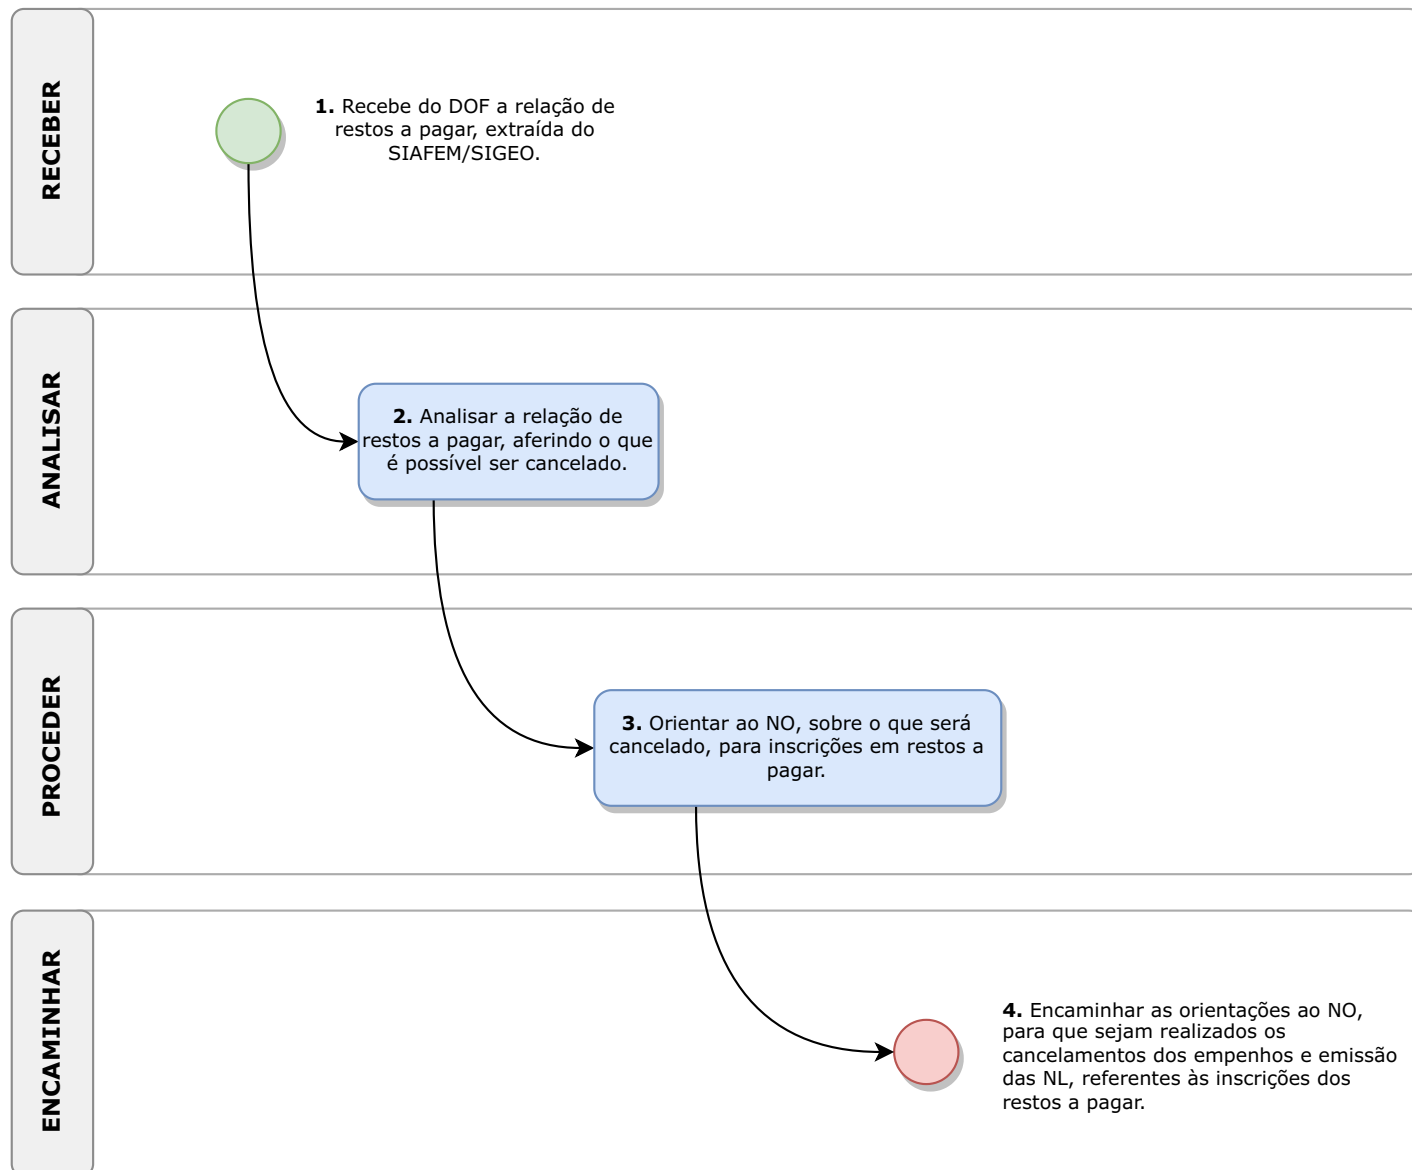 RECEBER
1. Recebe do DOF a relação de
restos a pagar, extraída do
SIAFEM/SIGEO.
ANALISAR
2. Analisar a relação de
restos a pagar, aferindo o que
é possível ser cancelado.
PROCEDER
3. Orientar ao NO, sobre o que será
cancelado, para inscrições em restos a
pagar.
ENCAMINHAR
4. Encaminhar as orientações ao NO,
para que sejam realizados os
cancelamentos dos empenhos e emissão
das NL, referentes às inscrições dos
restos a pagar.